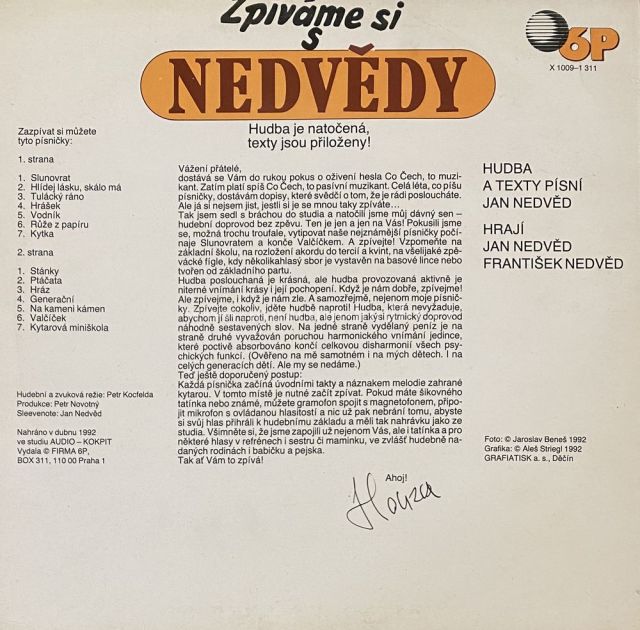 Zpíváme si
s
NEDVĚDY
6P
X 1009–1 311
Hudba je natočená,
texty jsou přiloženy!
Zazpívat si můžete
tyto písničky:
1. strana
1. Slunovrat
2. Hlídej lásku, skálo má
3. Tulácký ráno
4. Hrášek
5. Vodník
6. Růže z papíru
7. Kytka
2. strana
1. Stánky
2. Ptáčata
3. Hráz
4. Generační
5. Na kameni kámen
6. Valčíček
7. Kytarová miniškola
Hudební a zvuková režie: Petr Kocfelda
Produkce: Petr Novotný
Sleevenote: Jan Nedvěd
Nahráno v dubnu 1992
ve studiu AUDIO – KOKPIT
Vydala © FIRMA 6P,
BOX 311, 110 00 Praha 1
Vážení přátelé,
dostává se Vám do rukou pokus o oživení hesla Co Čech, to muzi-
kant. Zatím platí spíš Co Čech, to pasívní muzikant. Celá léta, co píšu
písničky, dostávám dopisy, které svědčí o tom, že je rádi posloucháte.
Ale já si nejsem jist, jestli si je se mnou taky zpíváte…
Tak jsem sedl s bráchou do studia a natočili jsme můj dávný sen –
hudební doprovod bez zpěvu. Ten je jen a jen na Vás! Pokusili jsme
se, možná trochu troufale, vytipovat naše nejznámější písničky počí-
naje Slunovratem a konče Valčíčkem. A zpívejte! Vzpomeňte na
základní školu, na rozložení akordu do tercií a kvint, na všelijaké zpě-
vácké fígle, kdy několikahlasý sbor je vystavěn na basové lince nebo
tvořen od základního partu.
Hudba poslouchaná je krásná, ale hudba provozovaná aktivně je
niterné vnímání krásy i její pochopení. Když je nám dobře, zpívejme!
Ale zpívejme, i když je nám zle. A samozřejmě, nejenom moje písnič-
ky. Zpívejte cokoliv, jděte hudbě naproti! Hudba, která nevyžaduje,
abychom jí šli naproti, není hudba, ale jenom jakýsi rytmický doprovod
náhodně sestavených slov. Na jedné straně vydělaný peníz je na
straně druhé vyvažován poruchou harmonického vnímání jedince,
které poctivě absorbováno končí celkovou disharmonií všech psy-
chických funkcí. (Ověřeno na mě samotném i na mých dětech. I na
celých generacích dětí. Ale my se nedáme.)
Teď ještě doporučený postup:
Každá písnička začíná úvodními takty a náznakem melodie zahrané
kytarou. V tomto místě je nutné začít zpívat. Pokud máte šikovného
tatínka nebo známé, můžete gramofon spojit s magnetofonem, připo-
jit mikrofon s ovládanou hlasitostí a nic už pak nebrání tomu, abyste
si svůj hlas přihráli k hudebnímu základu a měli tak nahrávku jako ze
studia. Všimněte si, že jsme zapojili už nejenom Vás, ale i tatínka a pro
některé hlasy v refrénech i sestru či maminku, ve zvlášť hudebně na-
daných rodinách i babičku a pejska.
Tak ať Vám to zpívá!
Ahoj!
Honza
HUDBA
A TEXTY PÍSNÍ
JAN NEDVĚD
HRAJÍ
JAN NEDVĚD
FRANTIŠEK NEDVĚD
Foto: © Jaroslav Beneš 1992
Grafika: © Aleš Striegl 1992
GRAFIATISK a. s., Děčín